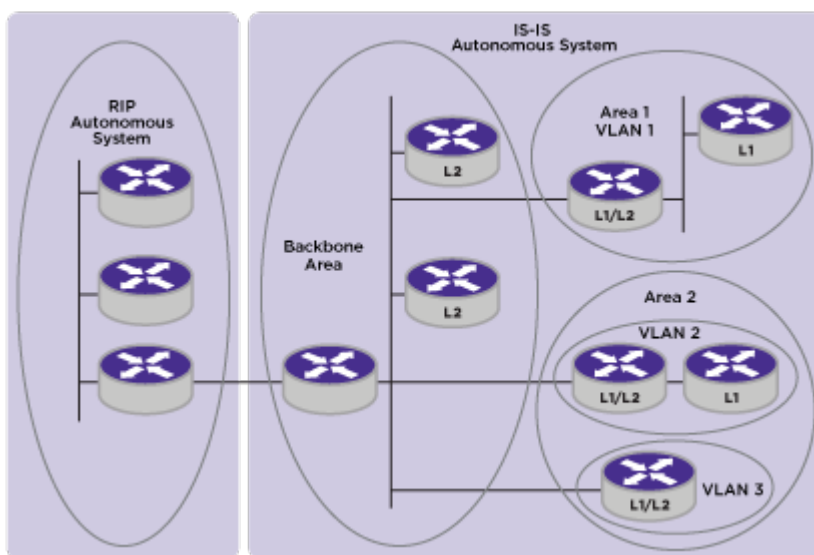 RIP
Autonomous
System
IS-IS
Autonomous System
Backbone
Area
L2
L2
Area 1
VLAN 1
L1/L2
L1
Area 2
VLAN 2
L1/L2
L1
L1/L2
VLAN 3